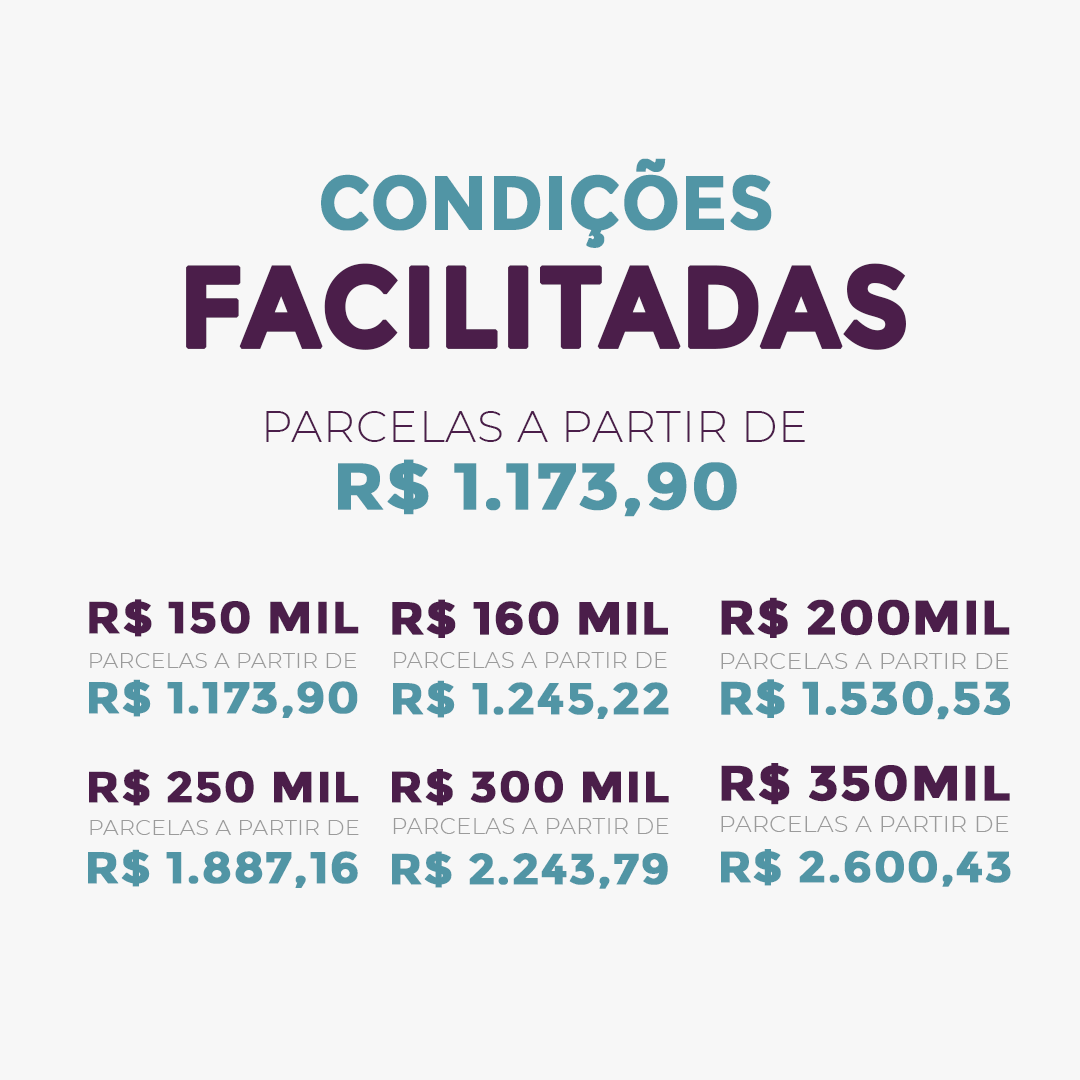 CONDIÇÕES
FACILITADAS
PARCELAS A PARTIR DE
R$ 1.173,90
R$ 150 MIL
PARCELAS A PARTIR DE
R$ 1.173,90
R$ 160 MIL
PARCELAS A PARTIR DE
R$ 1.245,22
R$ 200MIL
PARCELAS A PARTIR DE
R$ 1.530,53
R$ 250 MIL
PARCELAS A PARTIR DE
R$ 1.887,16
R$ 300 MIL
PARCELAS A PARTIR DE
R$ 2.243,79
R$ 350MIL
PARCELAS A PARTIR DE
R$ 2.600,43